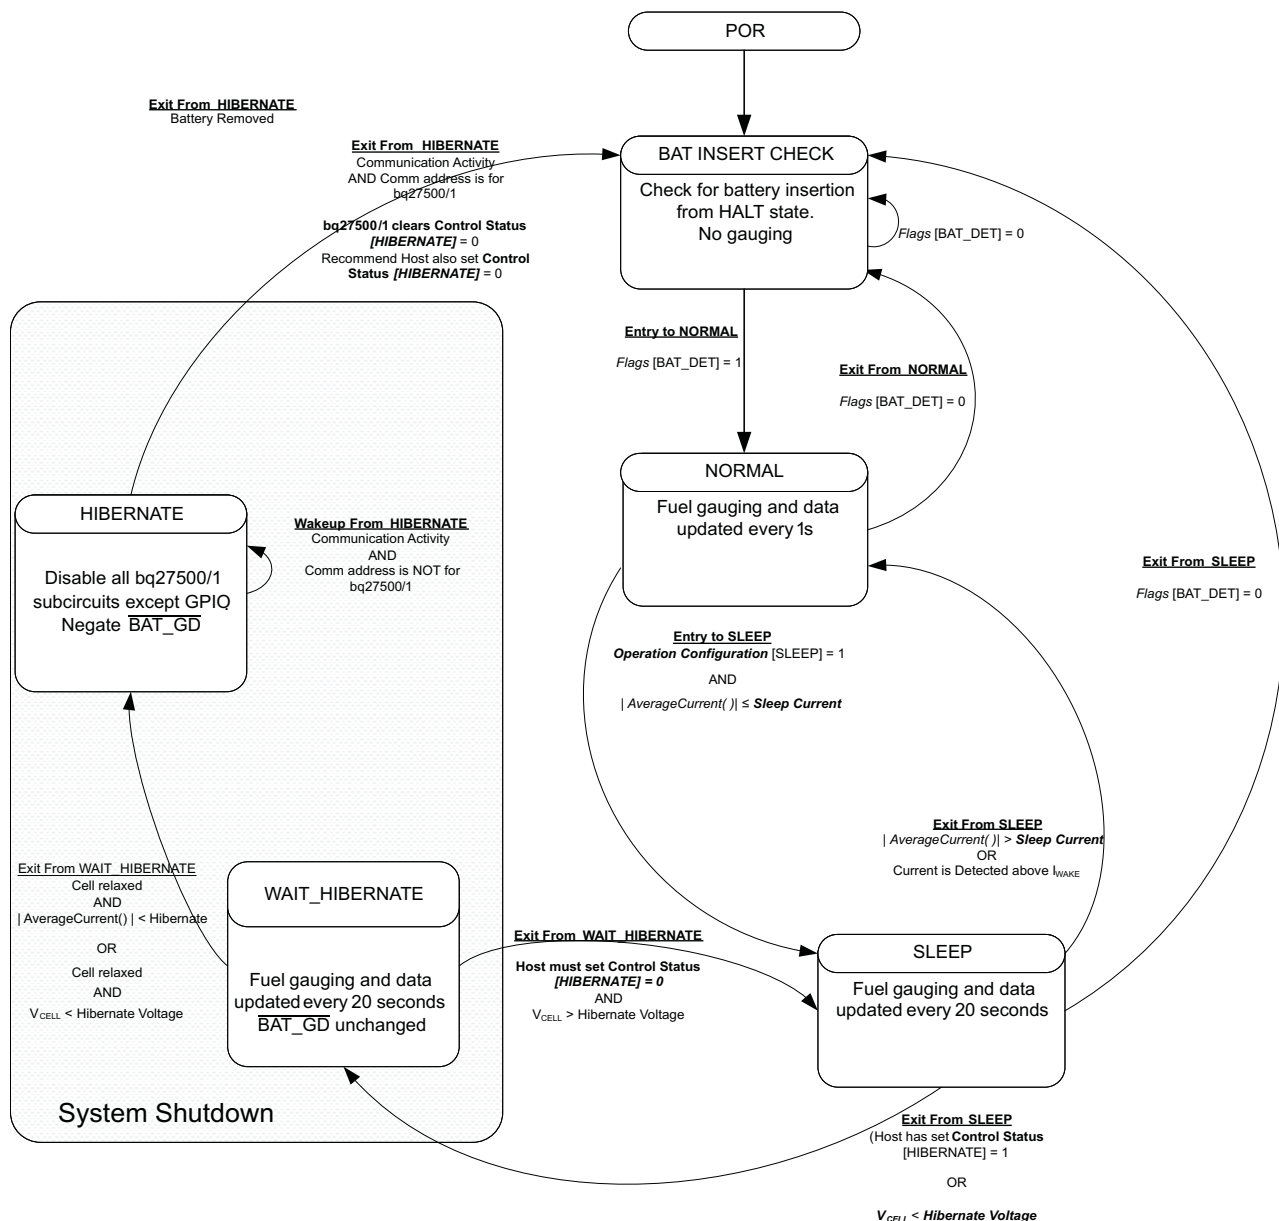 POR
Exit From HIBERNATE
Battery Removed
Exit From HIBERNATE
Communication Activity
AND Comm address is for
bq27500/1
bq27500/1 clears Control Status
[HIBERNATE] = 0
Recommend Host also set Control
Status [HIBERNATE] = 0
BAT INSERT CHECK
Check for battery insertion
from HALT state.
No gauging
Flags [BAT_DET] = 0
Entry to NORMAL
Flags [BAT_DET] = 1
Exit From NORMAL
Flags [BAT_DET] = 0
NORMAL
Fuel gauging and data
updated every 1s
HIBERNATE
Disable all bq27500/1
subcircuits except GPIO
Negate BAT_GD
Wakeup From HIBERNATE
Communication Activity
AND
Comm address is NOT for
bq27500/1
Exit From SLEEP
Flags [BAT_DET] = 0
Entry to SLEEP
Operation Configuration [SLEEP] = 1
AND
| AverageCurrent( )| ≤ Sleep Current
Exit From SLEEP
| AverageCurrent( )| > Sleep Current
OR
Current is Detected above IWAKE
Exit From WAIT_HIBERNATE
Cell relaxed
AND
| AverageCurrent() | < Hibernate
OR
Cell relaxed
AND
VCELL < Hibernate Voltage
WAIT_HIBERNATE
Fuel gauging and data
updated every 20 seconds
BAT_GD unchanged
Exit From WAIT_HIBERNATE
Host must set Control Status
[HIBERNATE] = 0
AND
VCELL > Hibernate Voltage
SLEEP
Fuel gauging and data
updated every 20 seconds
System Shutdown
Exit From SLEEP
(Host has set Control Status
[HIBERNATE] = 1
OR
VCELL < Hibernate Voltage